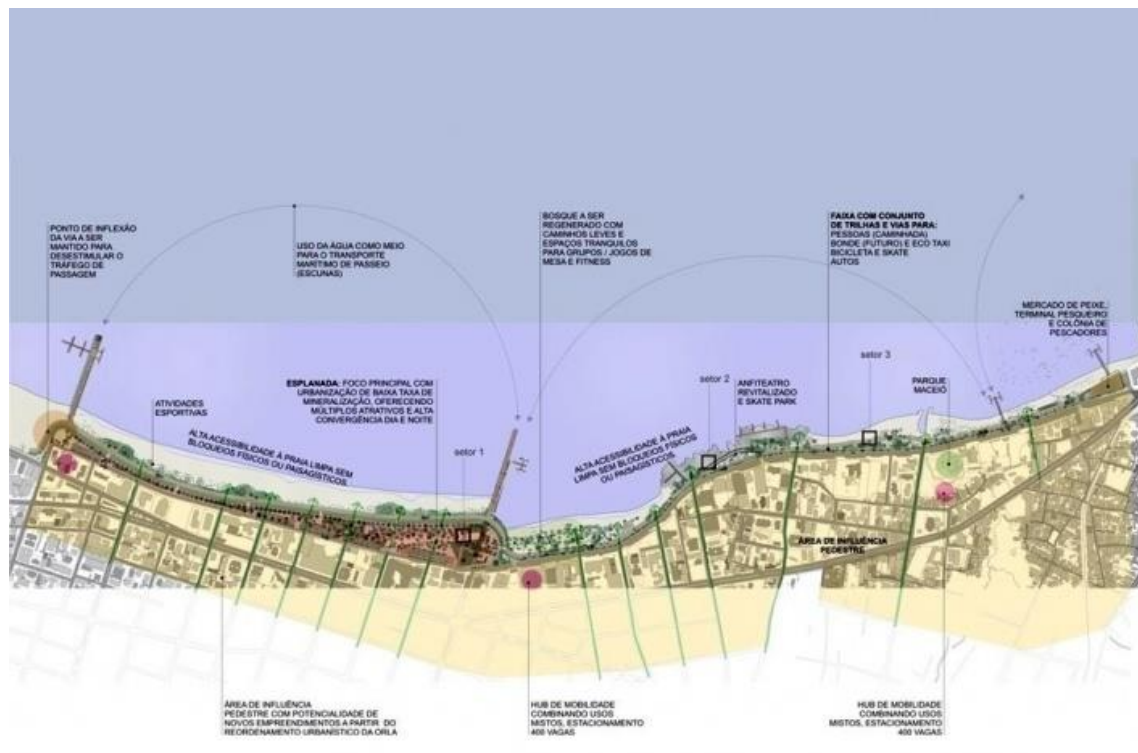 PONTO DE INFLEXÃO
DA VIA A SER
MANTIDO PARA
DESESTIMULAR O
TRÁFEGO DE
PASSAGEM
USO DA ÁGUA COMO MEIO
PARA O TRANSPORTE
MARÍTIMO DE PASSEIO
(ESCUNAS)
BOSQUE A SER
REGENERADO COM
CAMINHOS LEVES E
ESPAÇOS TRANQUILOS
PARA GRUPOS / JOGOS DE
MESA E FITNESS
FAIXA COM CONJUNTO
DE TRILHAS E VIAS PARA:
PESSOAS (CAMINHADA)
BONDE (FUTURO) E ECO TAXI
BICICLETA E SKATE
AUTOS
MERCADO DE PEIXE,
TERMINAL PESQUEIRO
E COLÔNIA DE
PESCADORES
ATIVIDADES
ESPORTIVAS
ALTA ACESSIBILIDADE À PRAIA LIMPA SEM
BLOQUEIOS FÍSICOS OU PAISAGÍSTICOS
ESPLANADA: FOCO PRINCIPAL COM
URBANIZAÇÃO DE BAIXA TAXA DE
MINERALIZAÇÃO, OFERECENDO
MÚLTIPLOS ATRATIVOS E ALTA
CONVERGÊNCIA DIA E NOITE
setor 1
ALTA ACESSIBILIDADE À PRAIA
LIMPA SEM BLOQUEIOS FÍSICOS
OU PAISAGÍSTICOS
setor 2
ANFITEATRO
REVITALIZADO
E SKATE PARK
setor 3
PARQUE
MACEIÓ
ÁREA DE INFLUÊNCIA
PEDESTRE
ÁREA DE INFLUÊNCIA
PEDESTRE COM POTENCIALIDADE DE
NOVOS EMPREENDIMENTOS A PARTIR DO
REORDENAMENTO URBANÍSTICO DA ORLA
HUB DE MOBILIDADE
COMBINANDO USOS
MISTOS, ESTACIONAMENTO
400 VAGAS
HUB DE MOBILIDADE
COMBINANDO USOS
MISTOS, ESTACIONAMENTO
400 VAGAS